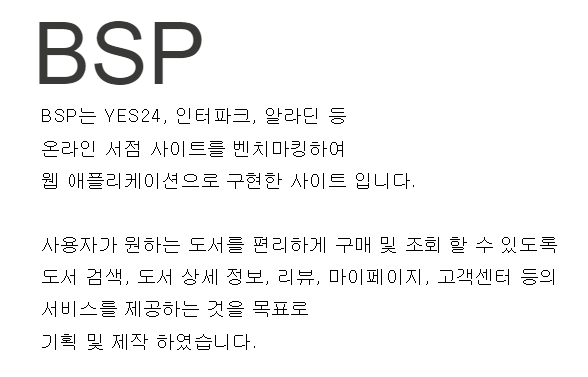 BSP
BSP는 YES24, 인터파크, 알라딘 등
온라인 서점 사이트를 벤치마킹하여
웹 애플리케이션으로 구현한 사이트 입니다.
사용자가 원하는 도서를 편리하게 구매 및 조회 할 수 있도록
도서 검색, 도서 상세 정보, 리뷰, 마이페이지, 고객센터 등의
서비스를 제공하는 것을 목표로
기획 및 제작 하였습니다.